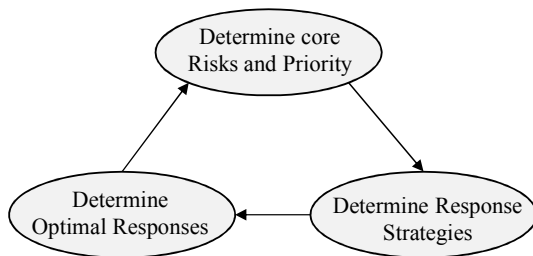 Determine core
Risks and Priority
Determine
Optimal Responses
Determine Response
Strategies